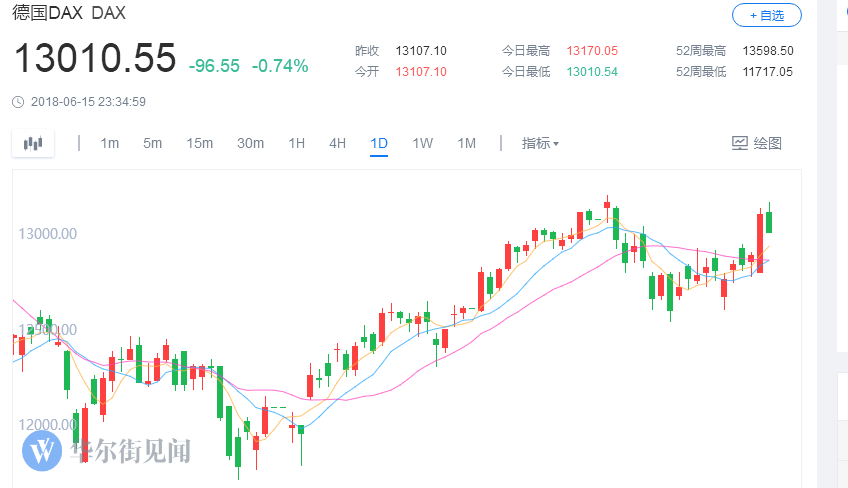 德国DAX DAX
+ 自选
13010.55 -96.55 -0.74%
昨收 13107.10 今日最高 13170.05 52周最高 13598.50
今开 13107.10 今日最低 13010.54 52周最低 11717.05
2018-06-15 23:34:59
1m 5m 15m 30m 1H 4H 1D 1W 1M 指标 绘图
13000.00
12500.00
12000.00
华尔街见闻